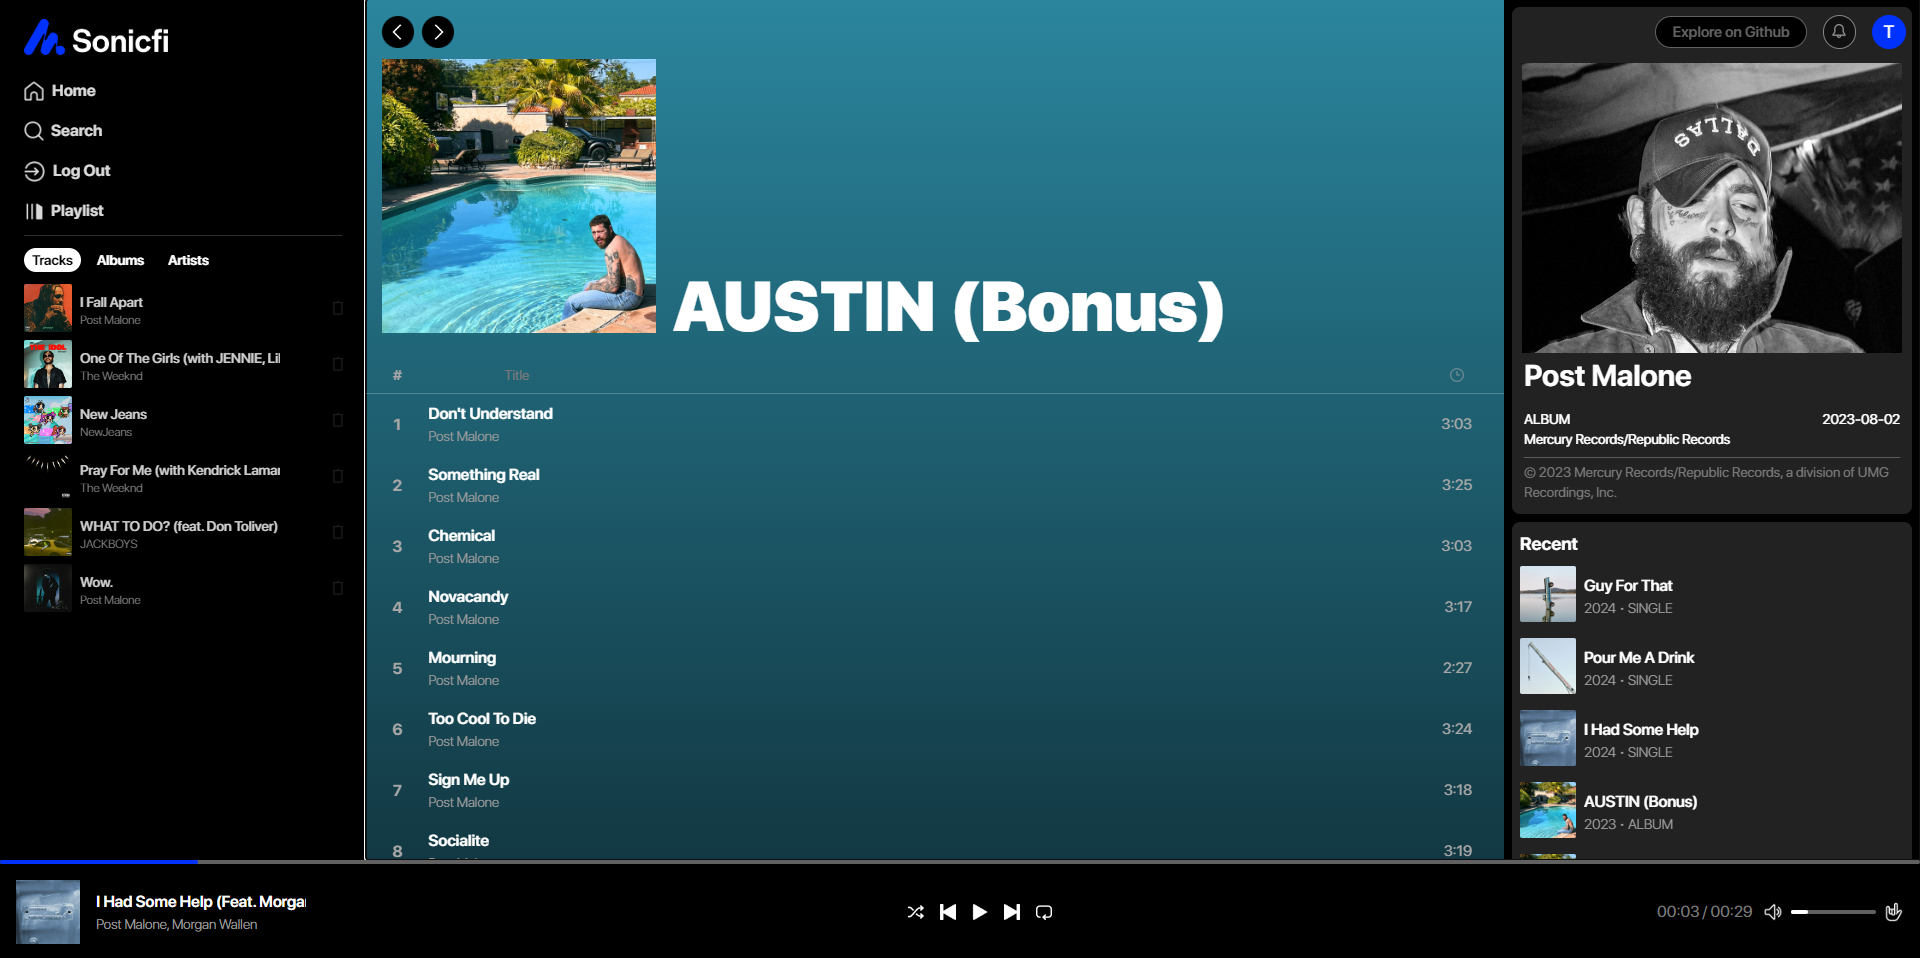 Sonicfi
Home
Search
Log Out
Playlist
Tracks Albums Artists
I Fall Apart
Post Malone
THE IDOL
One Of The Girls (with JENNIE, Lil
The Weeknd
New Jeans
NewJeans
Pray For Me (with Kendrick Lamar
The Weeknd
WHAT TO DO? (feat. Don Toliver)
JACKBOYS
Wow.
Post Malone
AUSTIN (Bonus)
# Title
1 Don't Understand 3:03
Post Malone
2 Something Real 3:25
Post Malone
3 Chemical 3:03
Post Malone
4 Novacandy 3:17
Post Malone
5 Mourning 2:27
Post Malone
6 Too Cool To Die 3:24
Post Malone
7 Sign Me Up 3:18
Post Malone
8 Socialite 3:19
Explore on Github
T
DALLAS
Post Malone
ALBUM 2023-08-02
Mercury Records/Republic Records
© 2023 Mercury Records/Republic Records, a division of UMG
Recordings, Inc.
Recent
Guy For That
2024 • SINGLE
Pour Me A Drink
2024 • SINGLE
I Had Some Help
2024 • SINGLE
AUSTIN (Bonus)
2023 • ALBUM
I Had Some Help (Feat. Morgan
Post Malone, Morgan Wallen
00:03 / 00:29